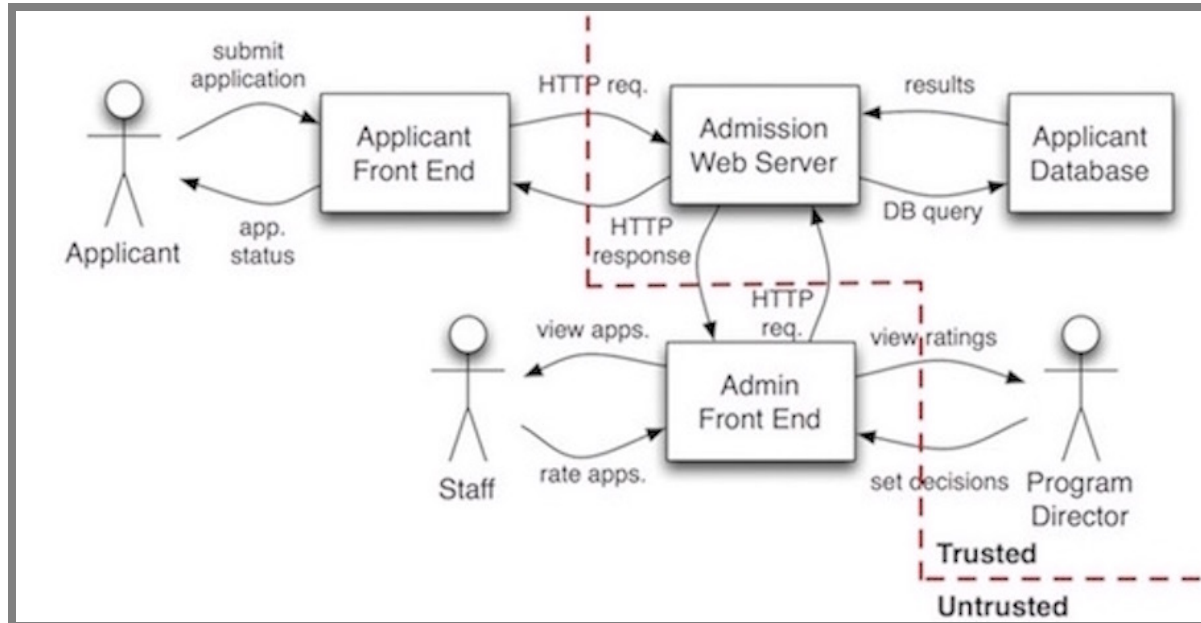 submit
application
HTTP req.
results
Applicant
Front End
Admission
Web Server
Applicant
Database
Applicant
app.
status
HTTP
response
DB query
HTTP
req.
view apps.
view ratings
Admin
Front End
Staff
rate apps.
set decisions
Program
Director
Trusted
Untrusted